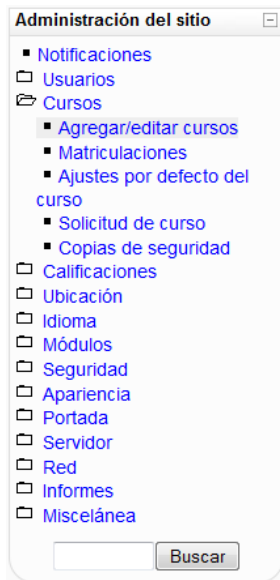 Administración del sitio
Notificaciones
Usuarios
Cursos
Agregar/editar cursos
Matriculaciones
Ajustes por defecto del
curso
Solicitud de curso
Copias de seguridad
Calificaciones
Ubicación
Idioma
Módulos
Seguridad
Apariencia
Portada
Servidor
Red
Informes
Miscelánea
Buscar